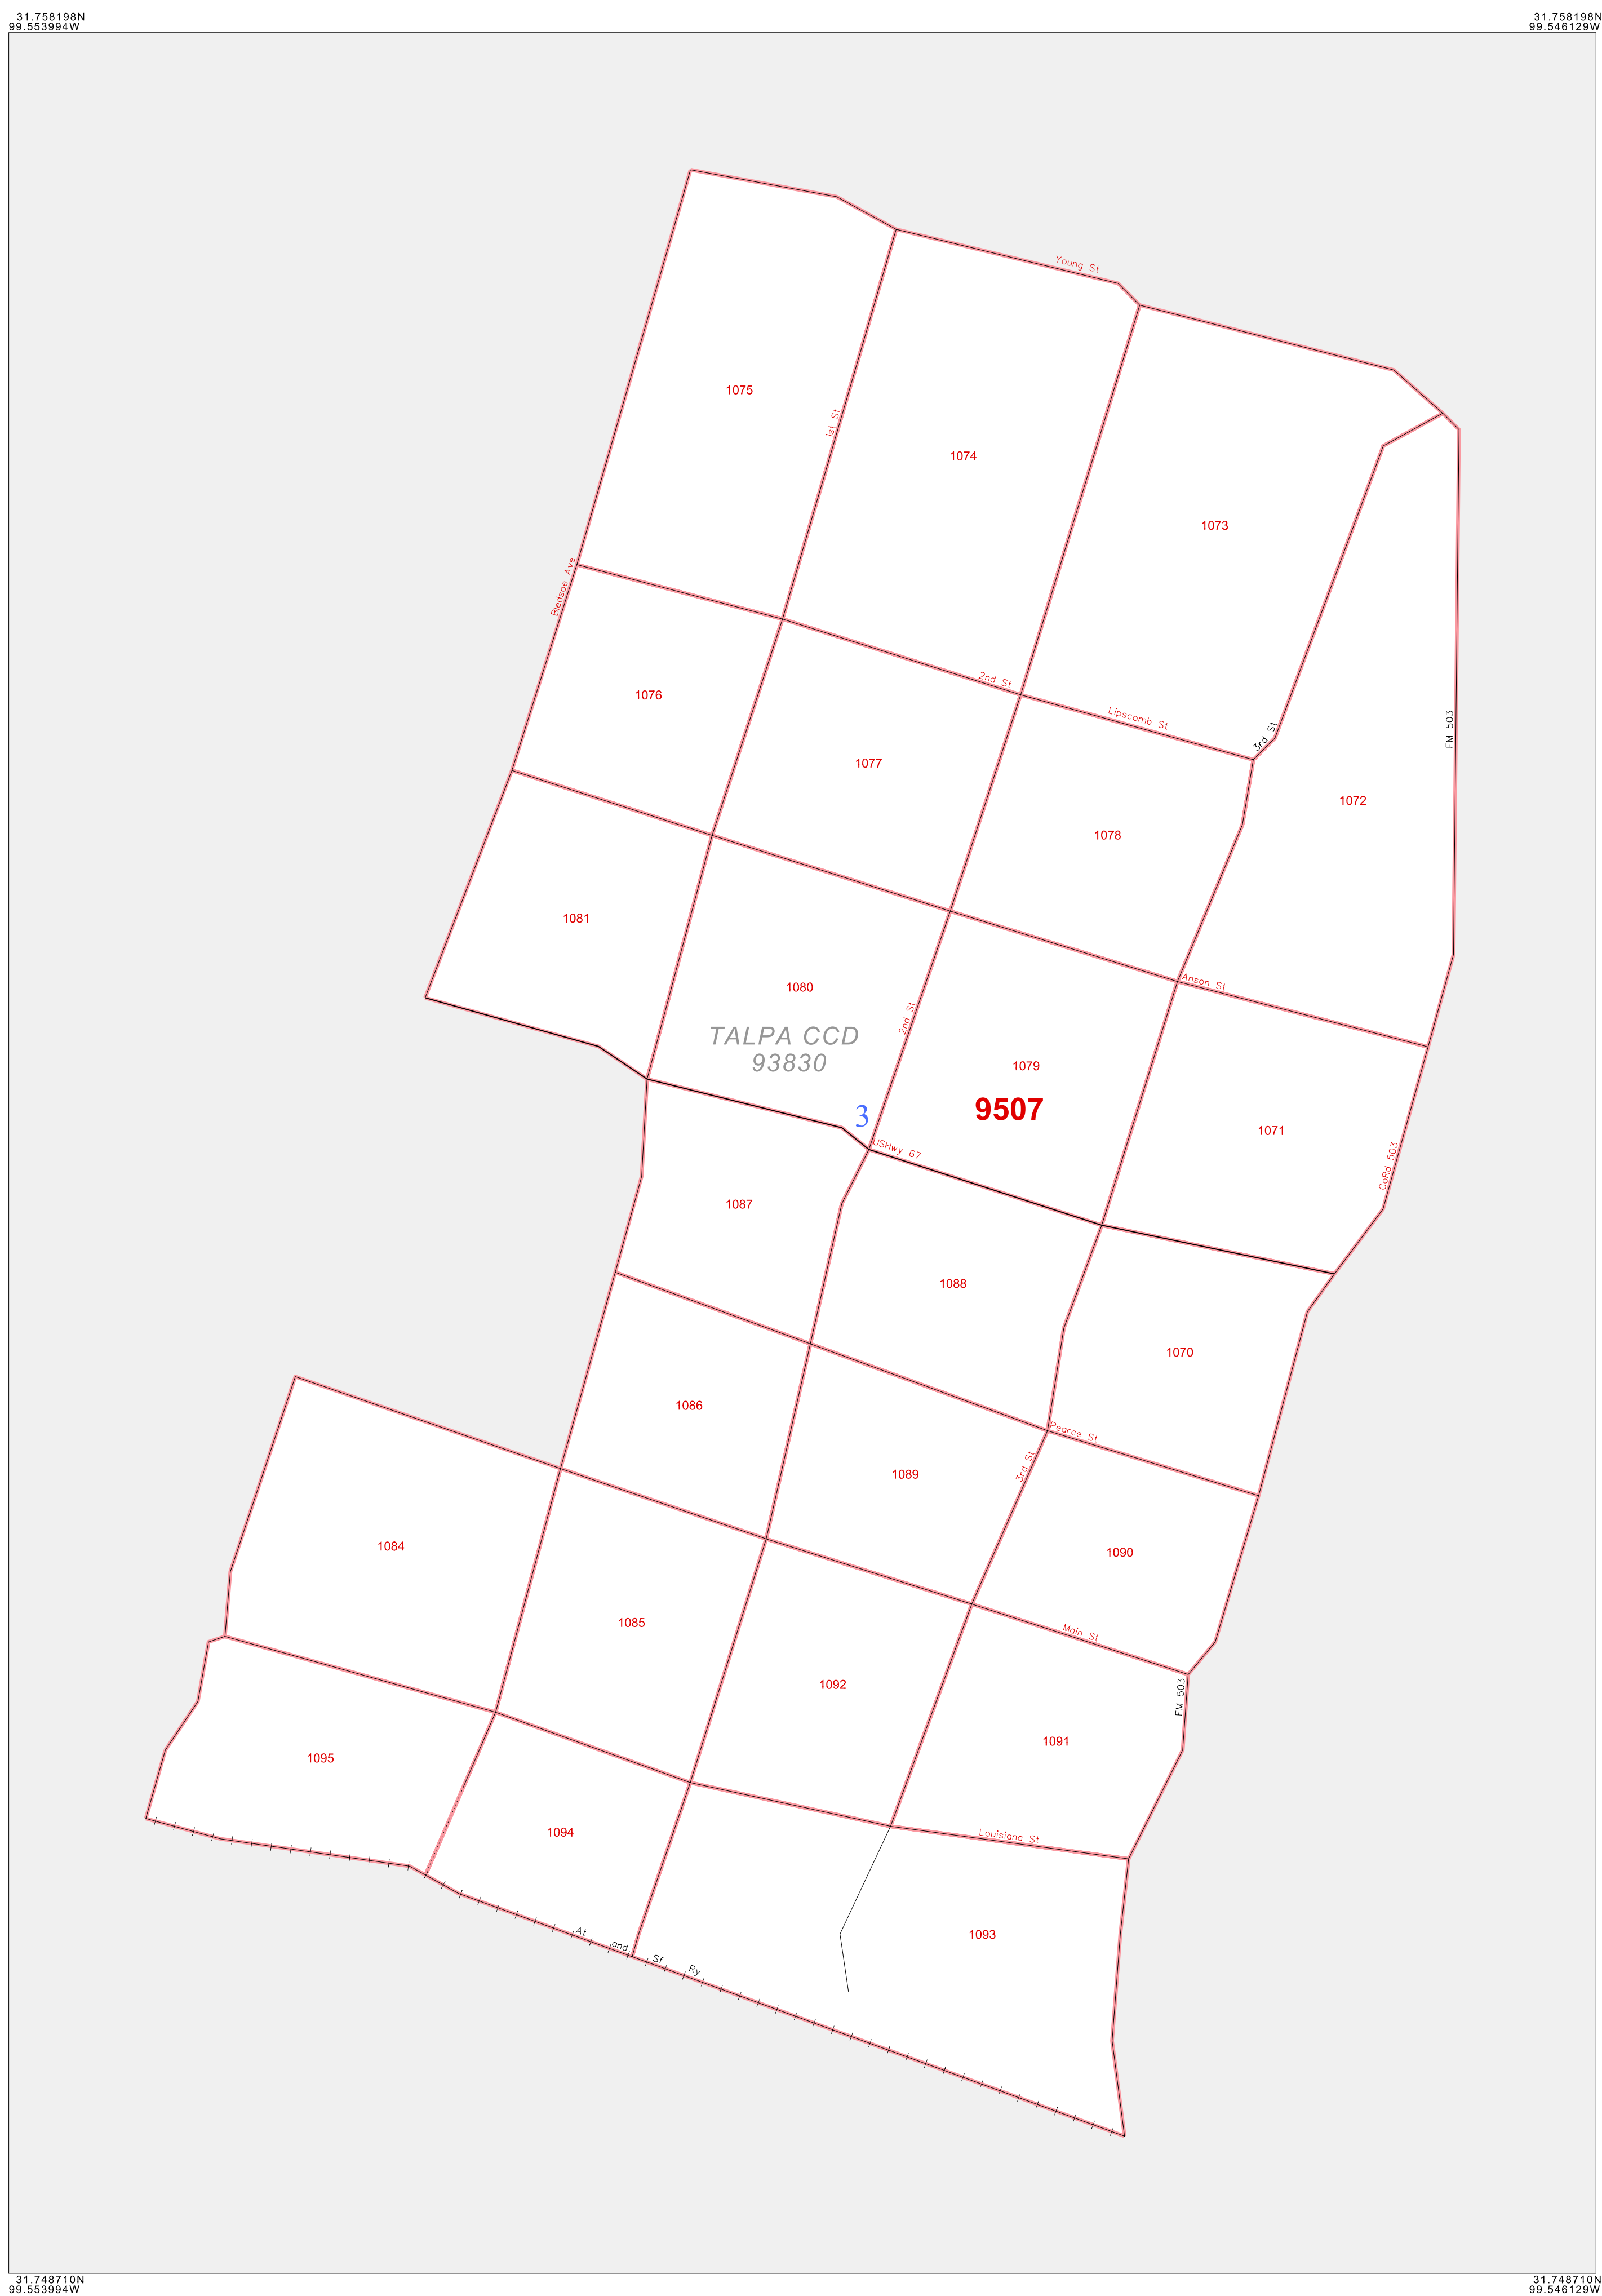 31.758198N
99.553994W
31.758198N
99.546129W
Young St
1075
1st St
1074
1073
Bledsoe Ave
1076
2nd St
Lipscomb St
3rd St
FM 503
1077
1072
1078
1081
Anson St
1080
2nd St
TALPA CCD
93830
1079
9507
3
1071
USHwy 67
CoRd 503
1087
1088
1070
1086
Pearce St
3rd St
1089
1084
1090
1085
Main St
1092
FM 503
1091
1095
1094
Louisiana St
At and Sf Ry
1093
31.748710N
99.553994W
31.748710N
99.546129W